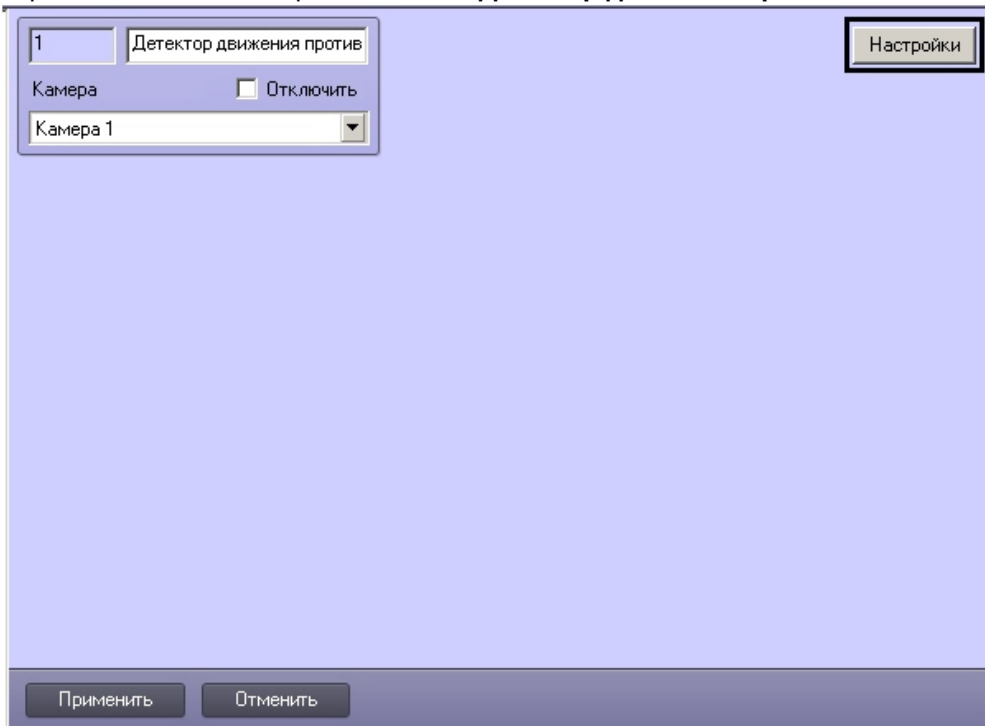 1
Детектор движения против
Настройки
Камера
Отключить
Камера 1
Применить
Отменить